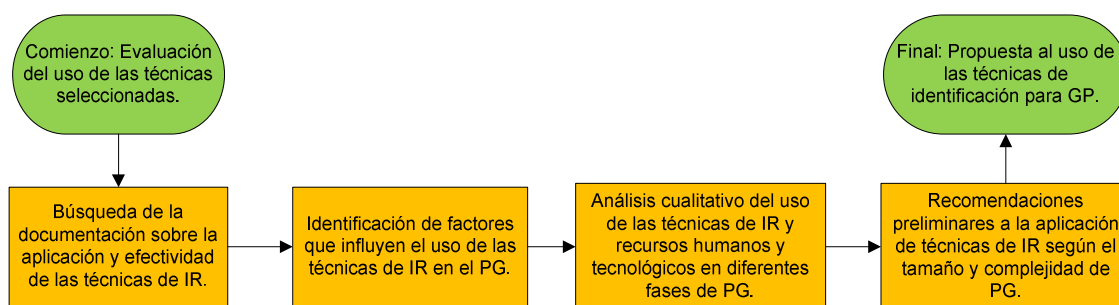 Comienzo: Evaluación
del uso de las técnicas
seleccionadas.
Búsqueda de la
documentación sobre la
aplicación y efectividad
de las técnicas de IR.
Identificación de factores
que influyen el uso de las
técnicas de IR en el PG.
Análisis cualitativo del uso
de las técnicas de IR y
recursos humanos y
tecnológicos en diferentes
fases de PG.
Recomendaciones
preliminares a la aplicación
de técnicas de IR según el
tamaño y complejidad de
PG.
Final: Propuesta al uso de
las técnicas de
identificación para GP.